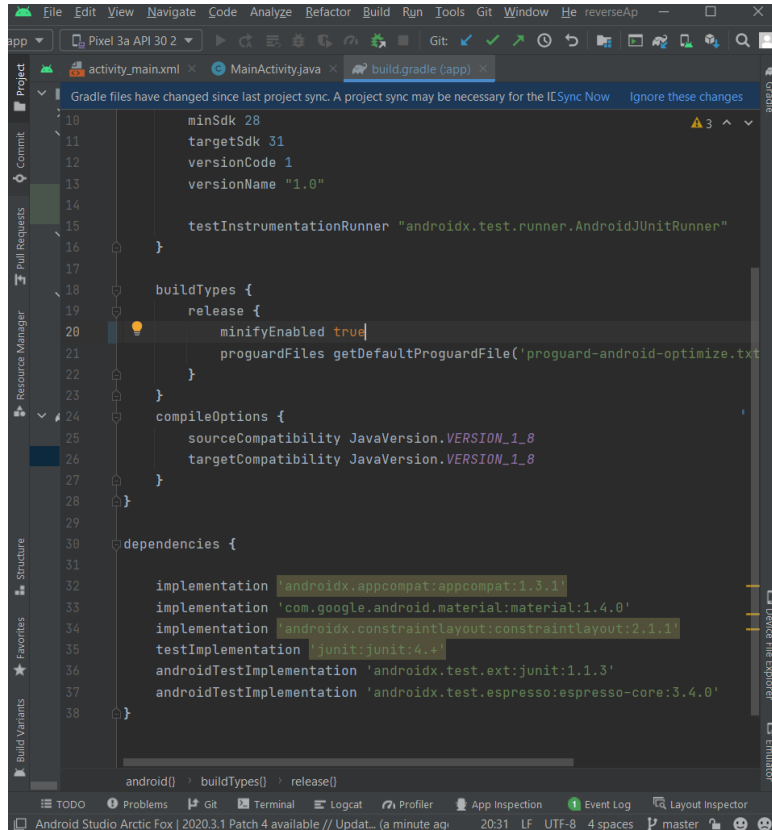 File Edit View Navigate Code Analyze Refactor Build Run Tools Git Window He reverseAp
app Pixel 3a API 30 2 Git:
activity_main.xml MainActivity.java build.gradle (:app)
Gradle files have changed since last project sync. A project sync may be necessary for the IDE Sync Now Ignore these changes
10 minSdk 28
3
11 targetSdk 31
12 versionCode 1
13 versionName "1.0"
14
15 testInstrumentationRunner "androidx.test.runner.AndroidJUnitRunner"
16 }
17
18 buildTypes {
19 release {
20 minifyEnabled true
21 proguardFiles getDefaultProguardFile('proguard-android-optimize.txt
22 }
23 }
24 compileOptions {
25 sourceCompatibility JavaVersion.VERSION_1_8
26 targetCompatibility JavaVersion.VERSION_1_8
27 }
28 }
29
30 dependencies {
31
32 implementation 'androidx.appcompat:appcompat:1.3.1'
33 implementation 'com.google.android.material:material:1.4.0'
34 implementation 'androidx.constraintlayout:constraintlayout:2.1.1'
35 testImplementation 'junit:junit:4.+'
36 androidTestImplementation 'androidx.test.ext:junit:1.1.3'
37 androidTestImplementation 'androidx.test.espresso:espresso-core:3.4.0'
38 }
android{} › buildTypes{} › release{}
TODO Problems Git Terminal Logcat Profiler App Inspection 1 Event Log Layout Inspector
Android Studio Arctic Fox | 2020.3.1 Patch 4 available // Updat... (a minute ago 20:31 LF UTF-8 4 spaces master
Project
Commit
Pull Requests
Resource Manager
Structure
Favorites
Build Variants
Gradle
Device File Explorer
Emulator